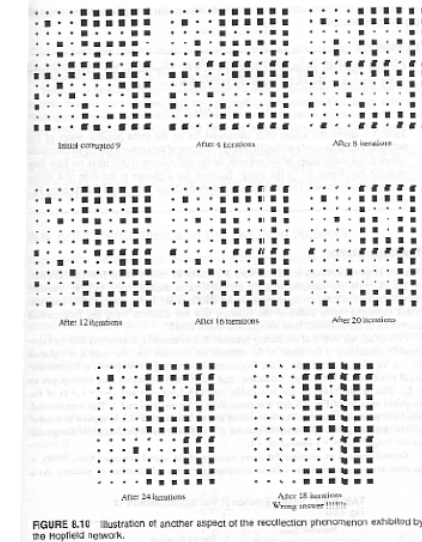 Initial corrupted 9
After 4 iterations
After 8 iterations
After 12 iterations
After 16 iterations
After 20 iterations
After 24 iterations
After 28 iterations
Wrong answer !!!!!!!
FIGURE 8.10 Illustration of another aspect of the recollection phenomenon exhibited by
the Hopfield network.